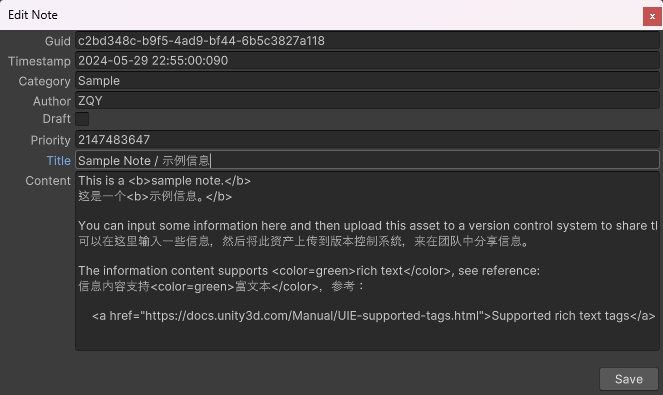 Edit Note
x
Guid c2bd348c-b9f5-4ad9-bf44-6b5c3827a118
Timestamp 2024-05-29 22:55:00:090
Category Sample
Author ZQY
Draft
Priority 2147483647
Title Sample Note / 示例信息
Content This is a <b>sample note.</b>
这是一个<b>示例信息。</b>
You can input some information here and then upload this asset to a version control system to share
可以在这里输入一些信息，然后将此资产上传到版本控制系统，来在团队中分享信息。
The information content supports <color=green>rich text</color>, see reference:
信息内容支持<color=green>富文本</color>，参考：
<a href="https://docs.unity3d.com/Manual/UIE-supported-tags.html">Supported rich text tags</a>
Save